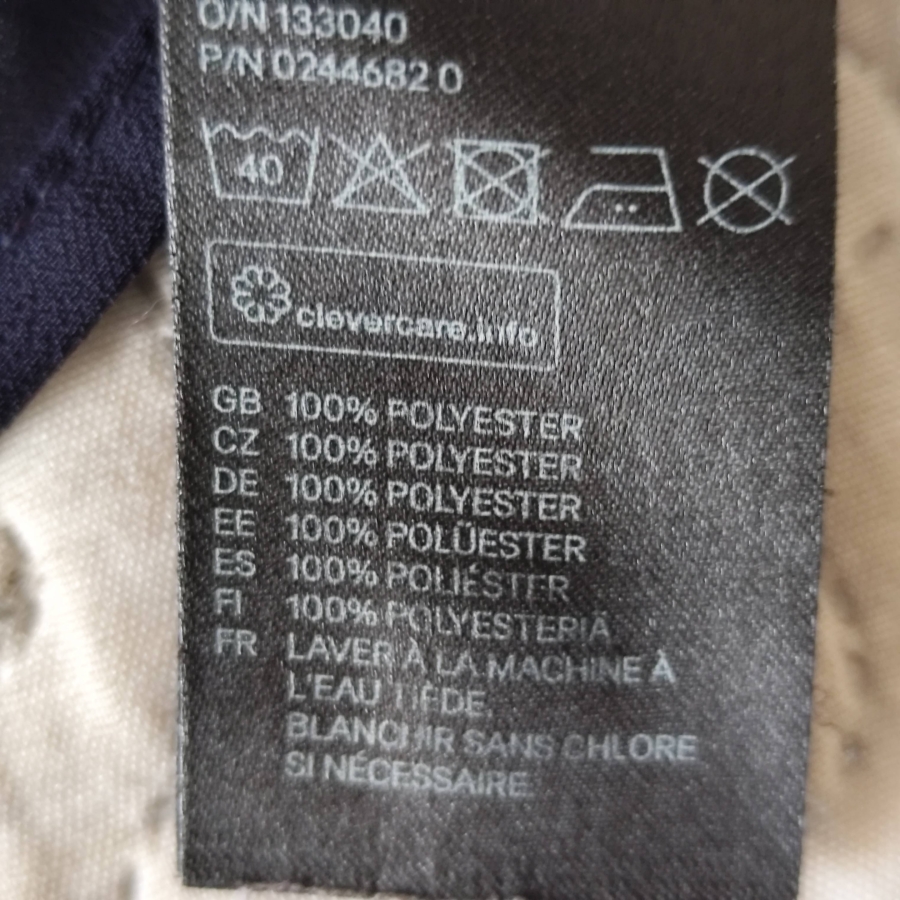 O/N 133040
P/N 0244682 0
40
clevercare.info
GB 100% POLYESTER
CZ 100% POLYESTER
DE 100% POLYESTER
EE 100% POLÜESTER
ES 100% POLIÉSTER
FI 100% POLYESTERIÄ
FR LAVER À LA MACHINE À
L'EAU TIÈDE.
BLANCHIR SANS CHLORE
SI NÉCESSAIRE.